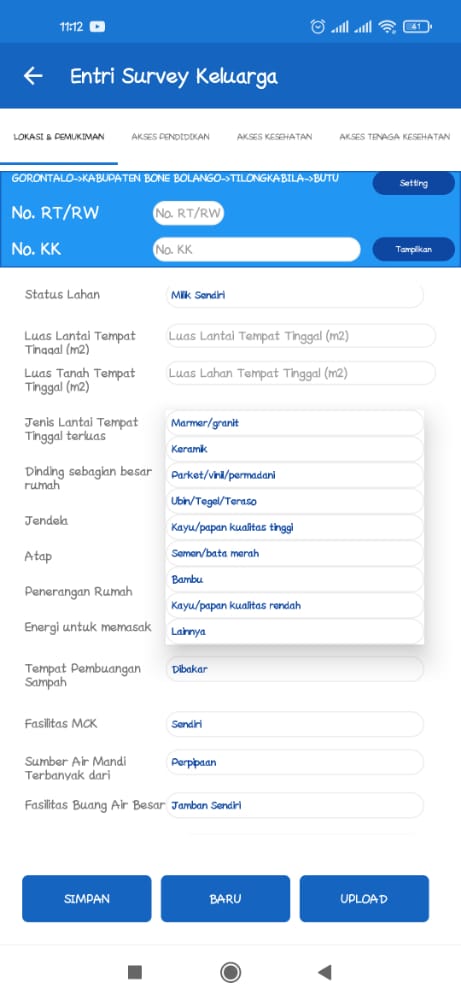 11:12
41
Entri Survey Keluarga
LOKASI & PEMUKIMAN
AKSES PENDIDIKAN
AKSES KESEHATAN
AKSES TENAGA KESEHATAN
GORONTALO->KABUPATEN BONE BOLANGO->TILONGKABILA->BUTU
Setting
No. RT/RW
No. RT/RW
No. KK
No. KK
Tampilkan
Status Lahan
Milik Sendiri
Luas Lantai Tempat
Tinggal (m2)
Luas Lantai Tempat Tinggal (m2)
Luas Tanah Tempat
Tinggal (m2)
Luas Lahan Tempat Tinggal (m2)
Jenis Lantai Tempat
Tinggal terluas
Marmer/granit
Keramik
Dinding sebagian besar
rumah
Parket/vinil/permadani
Ubin/Tegel/Teraso
Jendela
Kayu/papan kualitas tinggi
Atap
Semen/bata merah
Bambu
Penerangan Rumah
Kayu/papan kualitas rendah
Energi untuk memasak
Lainnya
Tempat Pembuangan
Sampah
Dibakar
Fasilitas MCK
Sendiri
Sumber Air Mandi
Terbanyak dari
Perpipaan
Fasilitas Buang Air Besar
Jamban Sendiri
SIMPAN
BARU
UPLOAD